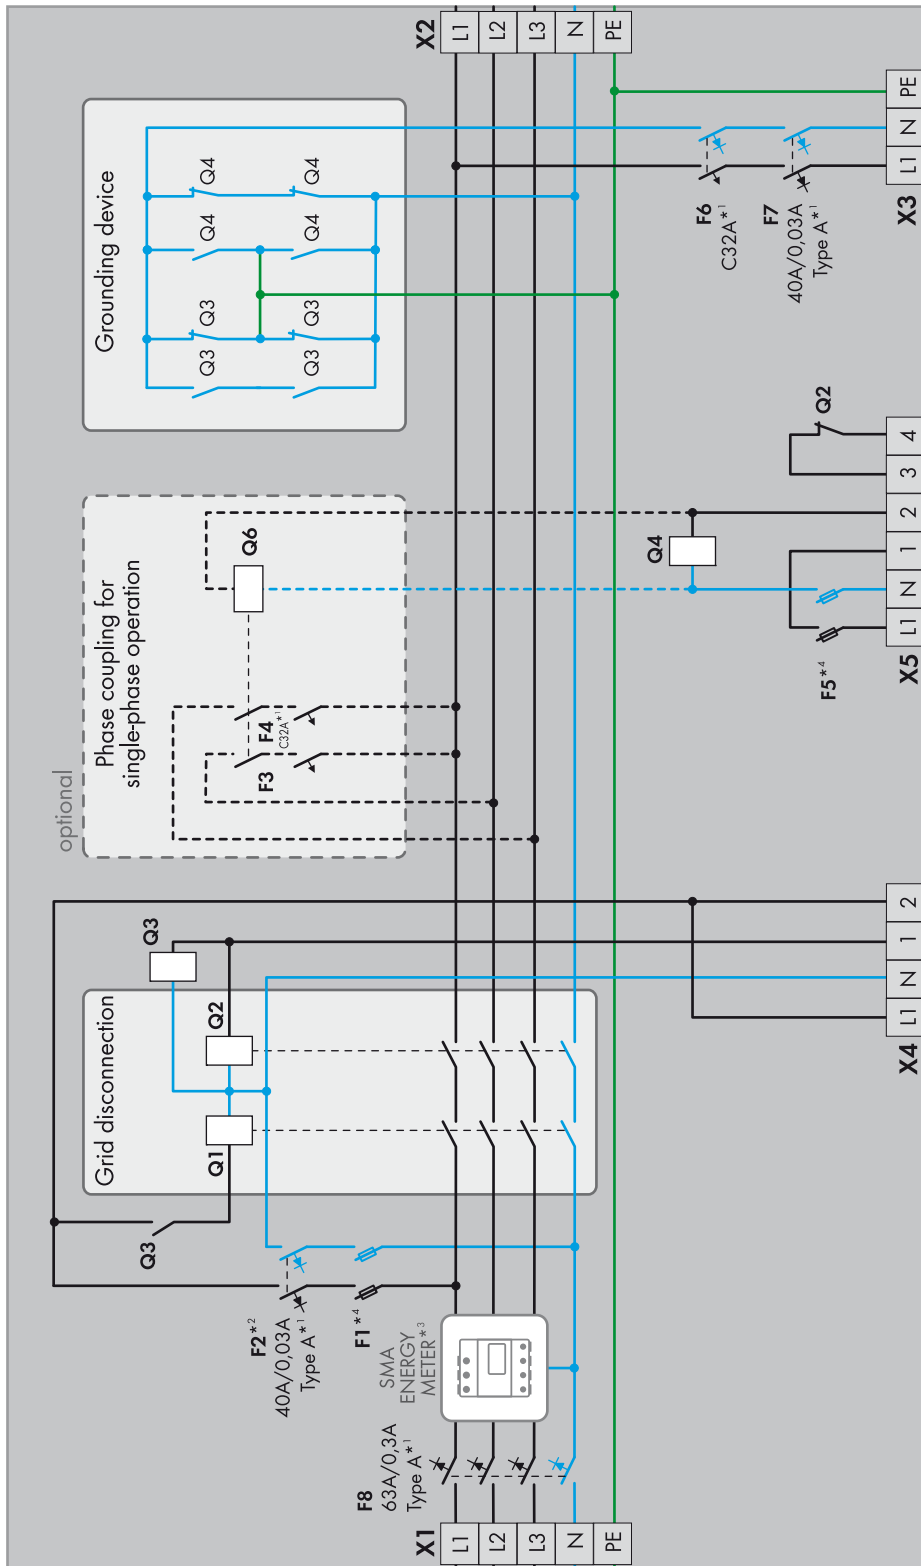 X2
L1
L2
L3
N
PE
PE
N
L1
X3
Grounding device
Q4
Q4
Q4
Q4
Q3
Q3
Q3
Q3
F6
C32A*1
F7
40A/0,03A
Type A*1
optional
Phase coupling for
single-phase operation
Q6
F4
C32A*1
F3
Q4
Q2
F5*4
4
3
2
1
N
L1
X5
Q3
Grid disconnection
Q2
Q1
Q3
2
1
N
L1
X4
F2*2
40A/0,03A
Type A*1
F1*4
SMA
ENERGY
METER*3
F8
63A/0,3A
Type A*1
X1
L1
L2
L3
N
PE